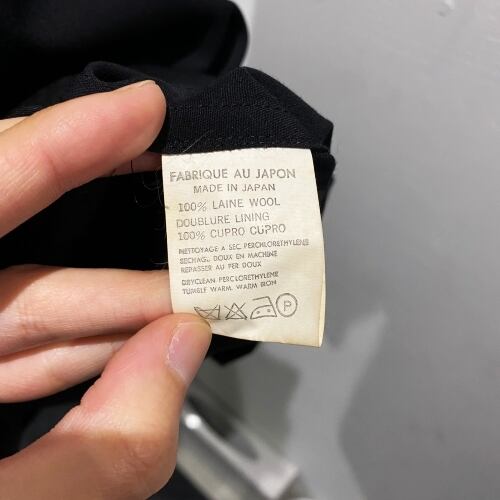 FABRIQUE AU JAPON
MADE IN JAPAN
100% LAINE WOOL
DOUBLURE LINING
100% CUPRO CUPRO
NETTOYAGE A SEC PERCHLORETHYLENE
SECHAGE DOUX EN MACHINE
REPASSER AU FER DOUX
DRYCLEAN PERCLORETHYLENE
TUMBLE WARM. WARM IRON
P